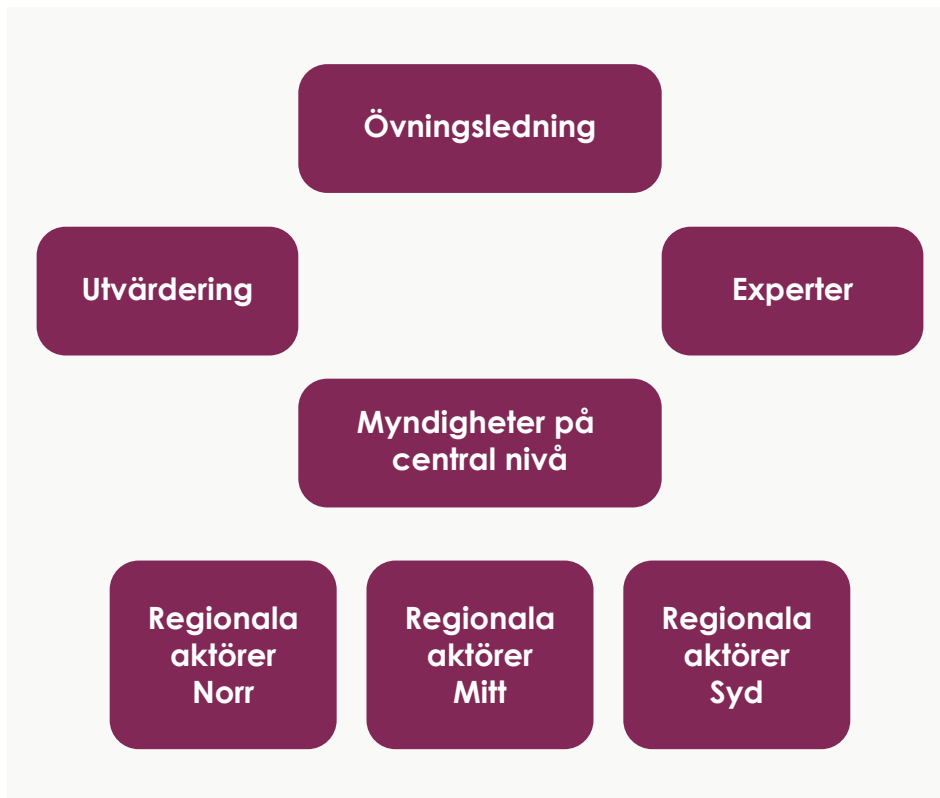 Övningsledning
Utvärdering
Experter
Myndigheter på
central nivå
Regionala
aktörer
Norr
Regionala
aktörer
Mitt
Regionala
aktörer
Syd